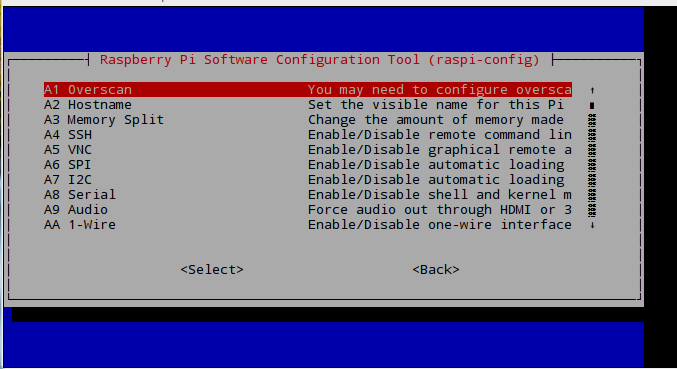 Raspberry Pi Software Configuration Tool (raspi-config)
A1 Overscan You may need to configure oversca
A2 Hostname Set the visible name for this Pi
A3 Memory Split Change the amount of memory made
A4 SSH Enable/Disable remote command lin
A5 VNC Enable/Disable graphical remote a
A6 SPI Enable/Disable automatic loading
A7 I2C Enable/Disable automatic loading
A8 Serial Enable/Disable shell and kernel m
A9 Audio Force audio out through HDMI or 3
AA 1-Wire Enable/Disable one-wire interface
<Select> <Back>